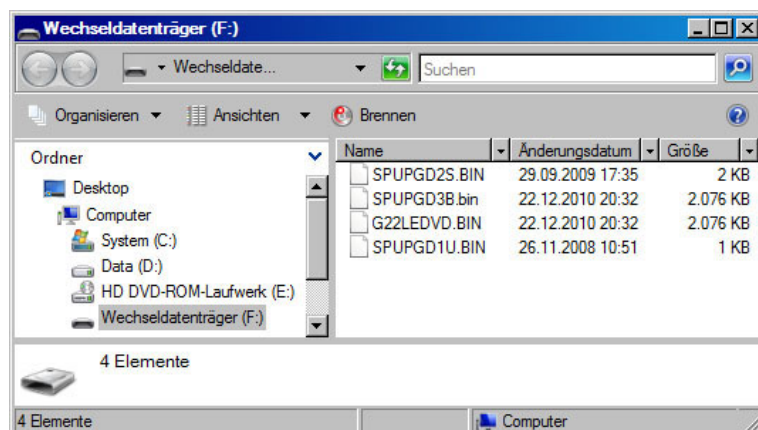 Wechseldatenträger (F:)
Wechseldate... Suchen
Organisieren Ansichten Brennen
Ordner
Desktop
Computer
System (C:)
Data (D:)
HD DVD-ROM-Laufwerk (E:)
Wechseldatenträger (F:)
Name Änderungsdatum Größe
SPUPGD2S.BIN 29.09.2009 17:35 2 KB
SPUPGD3B.bin 22.12.2010 20:32 2.076 KB
G22LEDVD.BIN 22.12.2010 20:32 2.076 KB
SPUPGD1U.BIN 26.11.2008 10:51 1 KB
4 Elemente
4 Elemente Computer